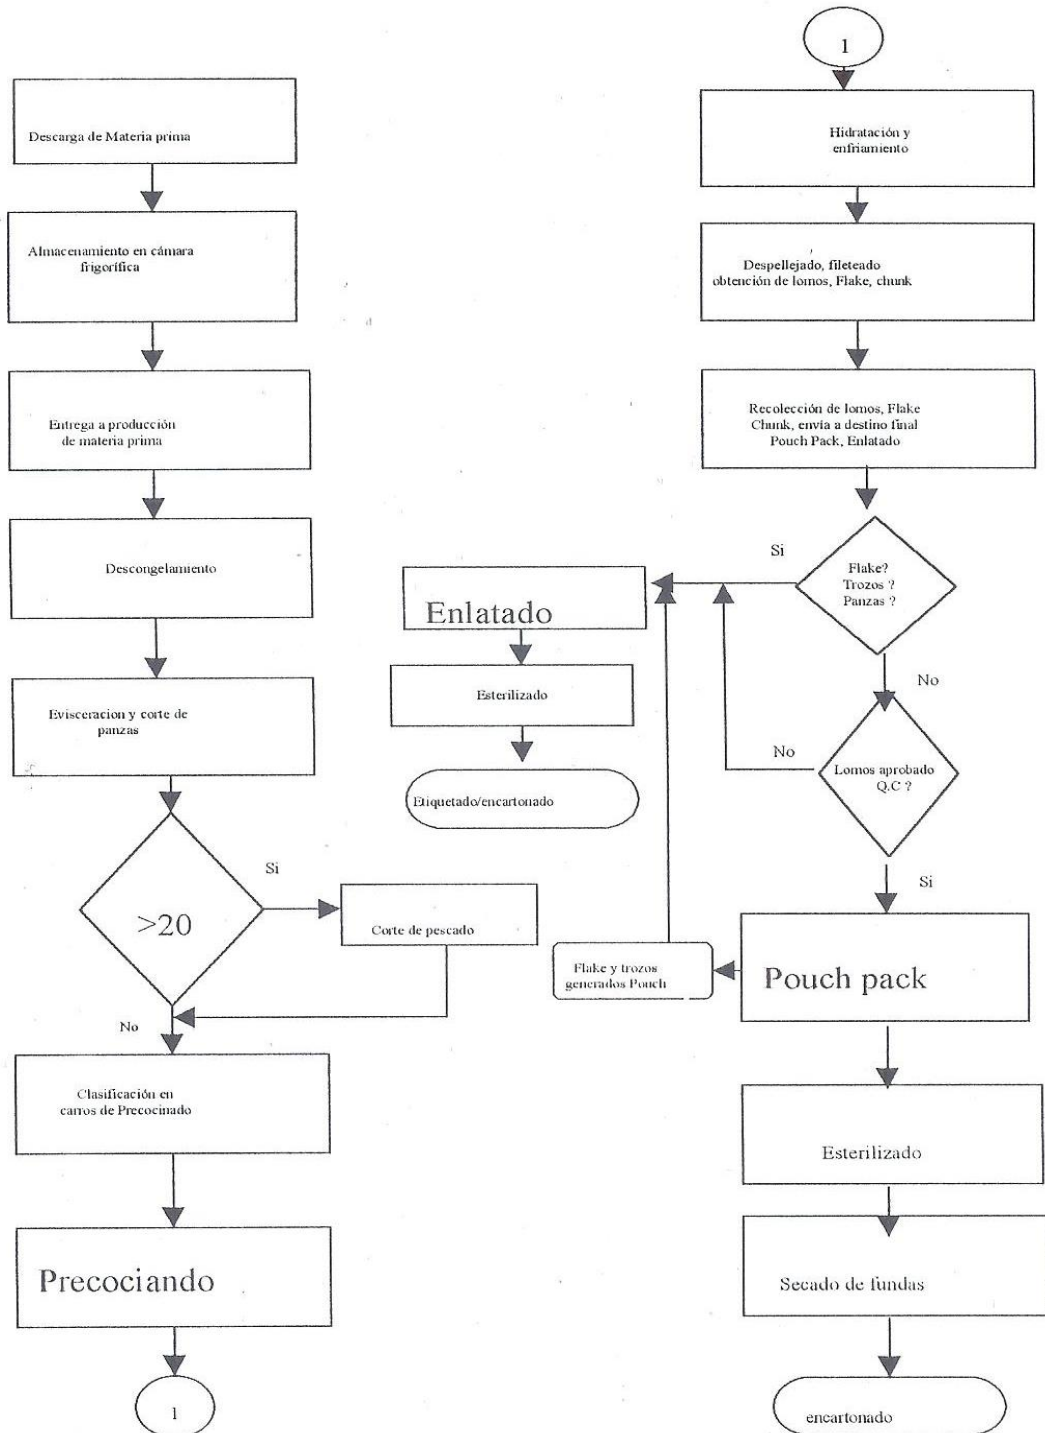 Descarga de Materia prima
Almacenamiento en cámara
frigorífica
Entrega a producción
de materia prima
Descongelamiento
Evisceracion y corte de
panzas
>20
Si
Corte de pescado
No
Clasificación en
carros de Precocinado
Precociando
1
1
Hidratación y
enfriamiento
Despellejado, fileteado
obtención de lomos, Flake, chunk
Recolección de lomos, Flake
Chunk, envía a destino final
Pouch Pack, Enlatado
Flake?
Trozos ?
Panzas ?
Si
Enlatado
Esterilizado
Etiquetado/encartonado
No
Lomos aprobado
Q.C ?
No
Si
Pouch pack
Flake y trozos
generados Pouch
Esterilizado
Secado de fundas
encartonado